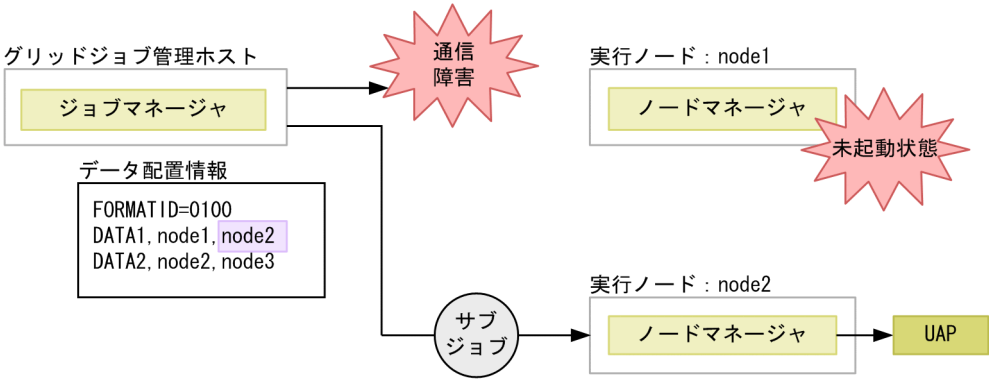 グリッドジョブ管理ホスト
ジョブマネージャ
通信
障害
実行ノード：node1
ノードマネージャ
未起動状態
データ配置情報
FORMATID=0100
DATA1,node1,node2
DATA2,node2,node3
サブ
ジョブ
実行ノード：node2
ノードマネージャ
UAP